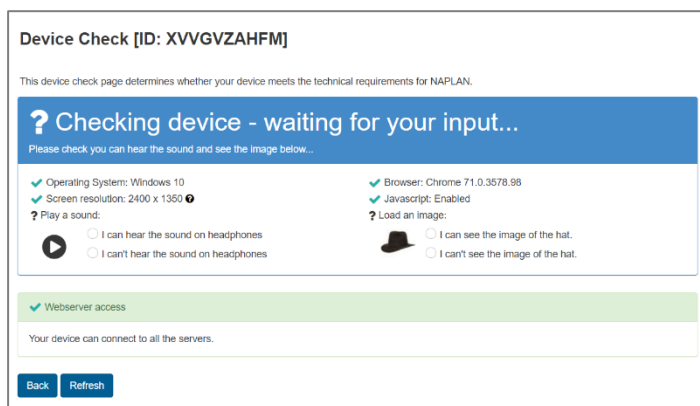 Device Check [ID: XVVGVZAHFM]
This device check page determines whether your device meets the technical requirements for NAPLAN.
? Checking device - waiting for your input...
Please check you can hear the sound and see the image below...
Operating System: Windows 10
Screen resolution: 2400 x 1350 ?
? Play a sound:
I can hear the sound on headphones
I can't hear the sound on headphones
Browser: Chrome 71.0.3578.98
Javascript: Enabled
? Load an image:
I can see the image of the hat.
I can't see the image of the hat.
Webserver access
Your device can connect to all the servers.
Back
Refresh